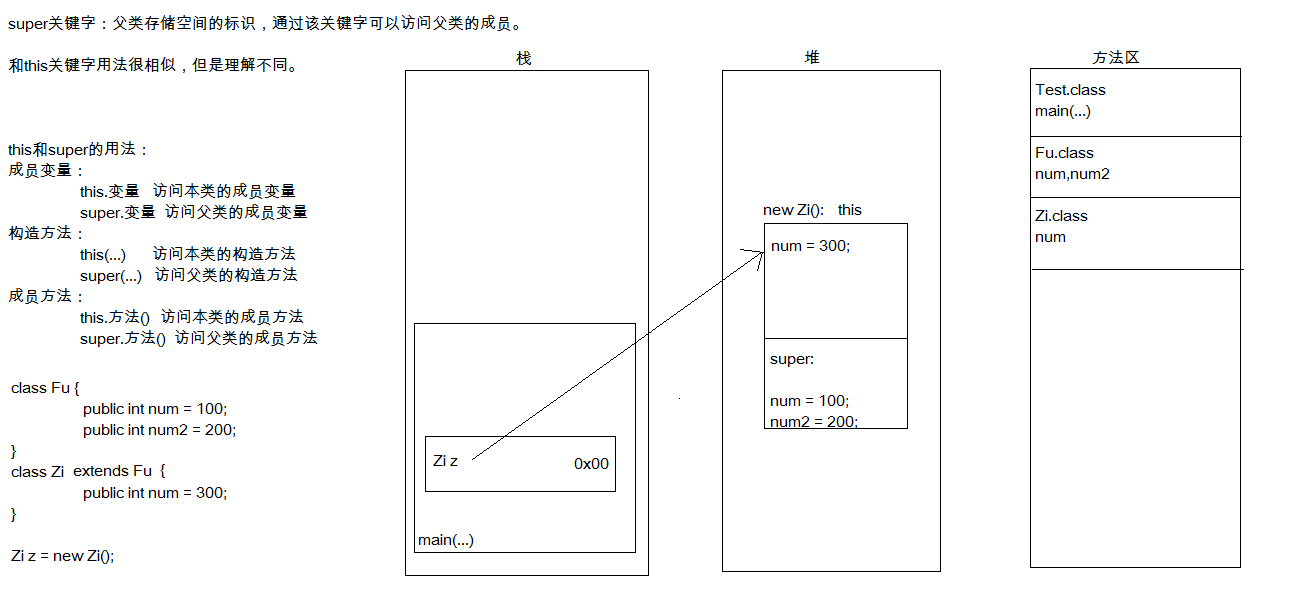 super关键字：父类存储空间的标识，通过该关键字可以访问父类的成员。
和this关键字用法很相似，但是理解不同。
this和super的用法：
成员变量：
this.变量 访问本类的成员变量
super.变量 访问父类的成员变量
构造方法：
this(...) 访问本类的构造方法
super(...) 访问父类的构造方法
成员方法：
this.方法() 访问本类的成员方法
super.方法() 访问父类的成员方法
class Fu {
public int num = 100;
public int num2 = 200;
}
class Zi extends Fu {
public int num = 300;
}
Zi z = new Zi();
栈
Zi z 0x00
main(...)
堆
new Zi(): this
num = 300;
super:
num = 100;
num2 = 200;
方法区
Test.class
main(...)
Fu.class
num,num2
Zi.class
num